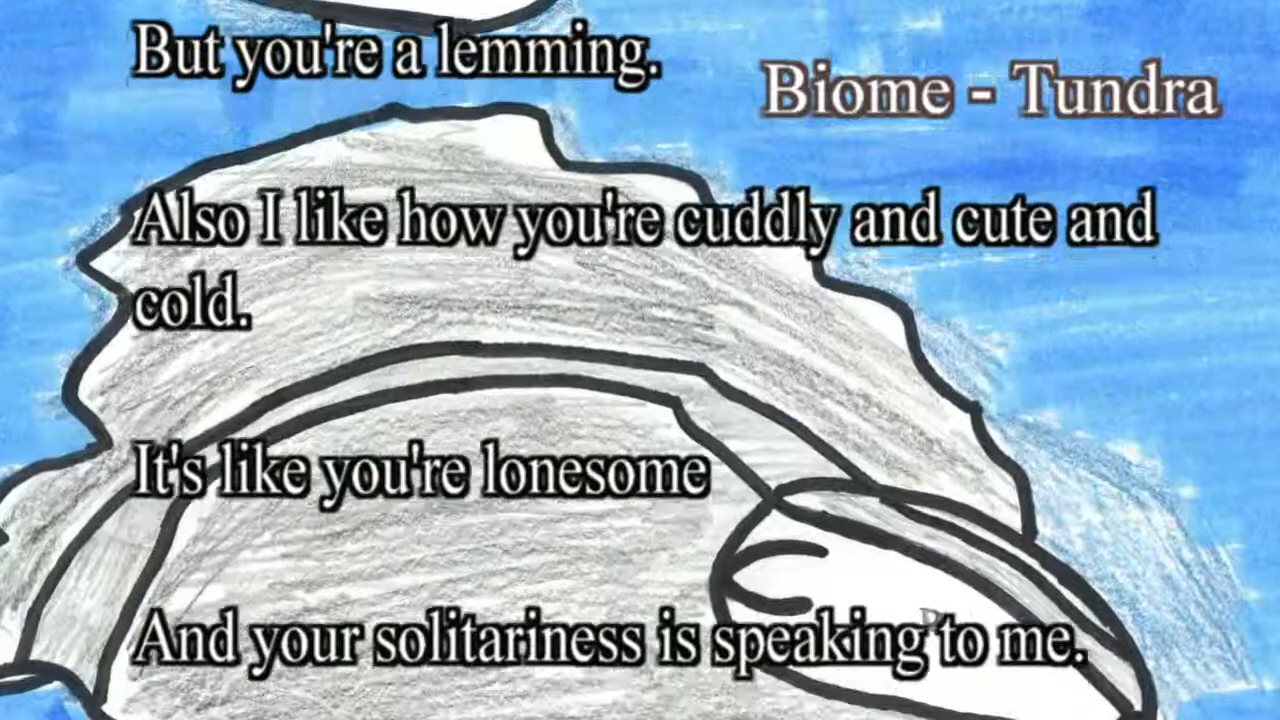 But you're a lemming.
Biome - Tundra
Also I like how you're cuddly and cute and
cold.
It's like you're lonesome
And your solitariness is speaking to me.